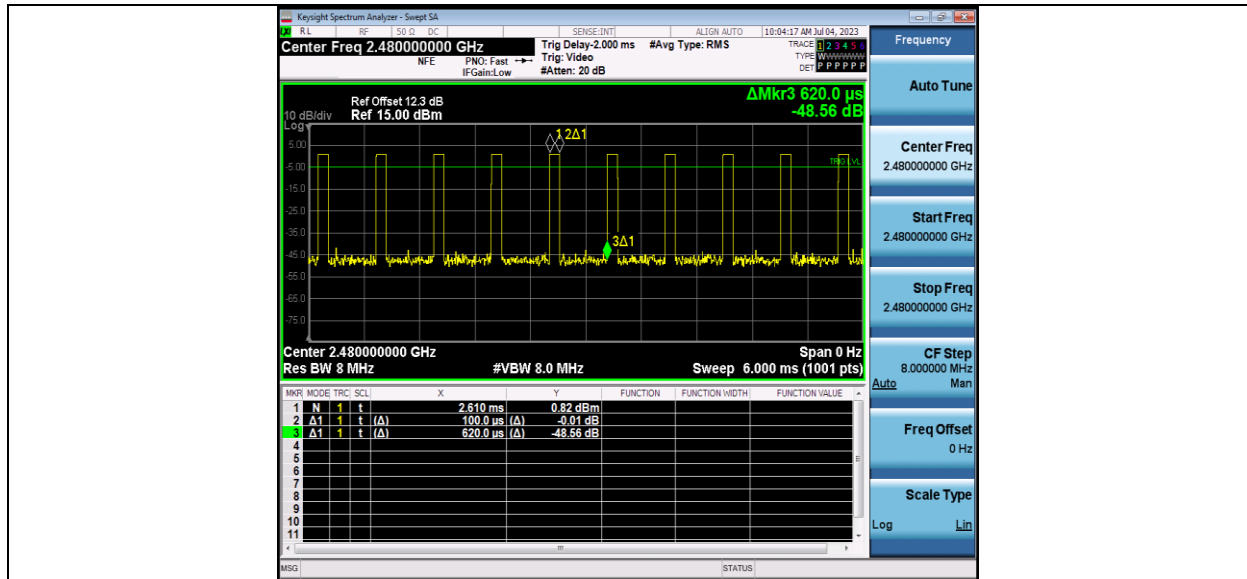 Keysight Spectrum Analyzer - Swept SA
LXI RL RF 50 Ω DC SENSE:INT ALIGN AUTO 10:04:17 AM Jul 04, 2023
Center Freq 2.480000000 GHz Trig Delay-2.000 ms #Avg Type: RMS TRACE 1 2 3 4 5 6
NFE PNO: Fast Trig: Video TYPE WWWWWW
IFGain:Low #Atten: 20 dB DET P P P P P P
Frequency
ΔMkr3 620.0 µs
-48.56 dB
Ref Offset 12.3 dB
10 dB/div Ref 15.00 dBm
Log
5.00
-5.00
-15.0
-25.0
-35.0
-45.0
-55.0
-65.0
-75.0
1 2Δ1
TRIG LVL
3Δ1
Center 2.480000000 GHz Span 0 Hz
Res BW 8 MHz #VBW 8.0 MHz Sweep 6.000 ms (1001 pts)
MKR MODE TRC SCL X Y FUNCTION FUNCTION WIDTH FUNCTION VALUE
1 N 1 t 2.610 ms 0.82 dBm
2 Δ1 1 t (Δ) 100.0 µs (Δ) -0.01 dB
3 Δ1 1 t (Δ) 620.0 µs (Δ) -48.56 dB
4
5
6
7
8
9
10
11
MSG STATUS
Auto Tune
Center Freq
2.480000000 GHz
Start Freq
2.480000000 GHz
Stop Freq
2.480000000 GHz
CF Step
8.000000 MHz
Auto Man
Freq Offset
0 Hz
Scale Type
Log Lin